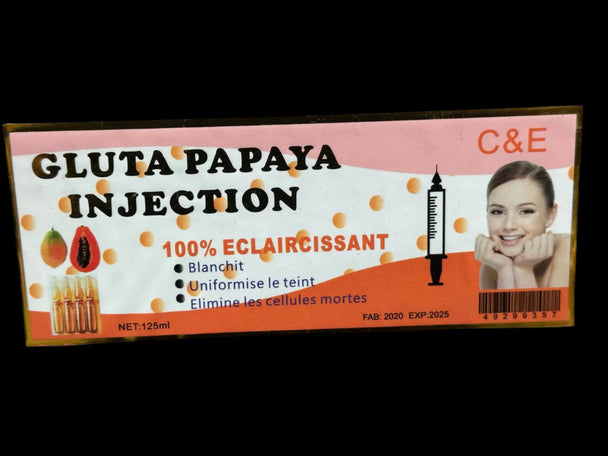 C&E
GLUTA PAPAYA
INJECTION
100% ECLAIRCISSANT
Blanchit
Uniformise le teint
Elimine les cellules mortes
NET:125ml
FAB: 2020 EXP:2025
49299357